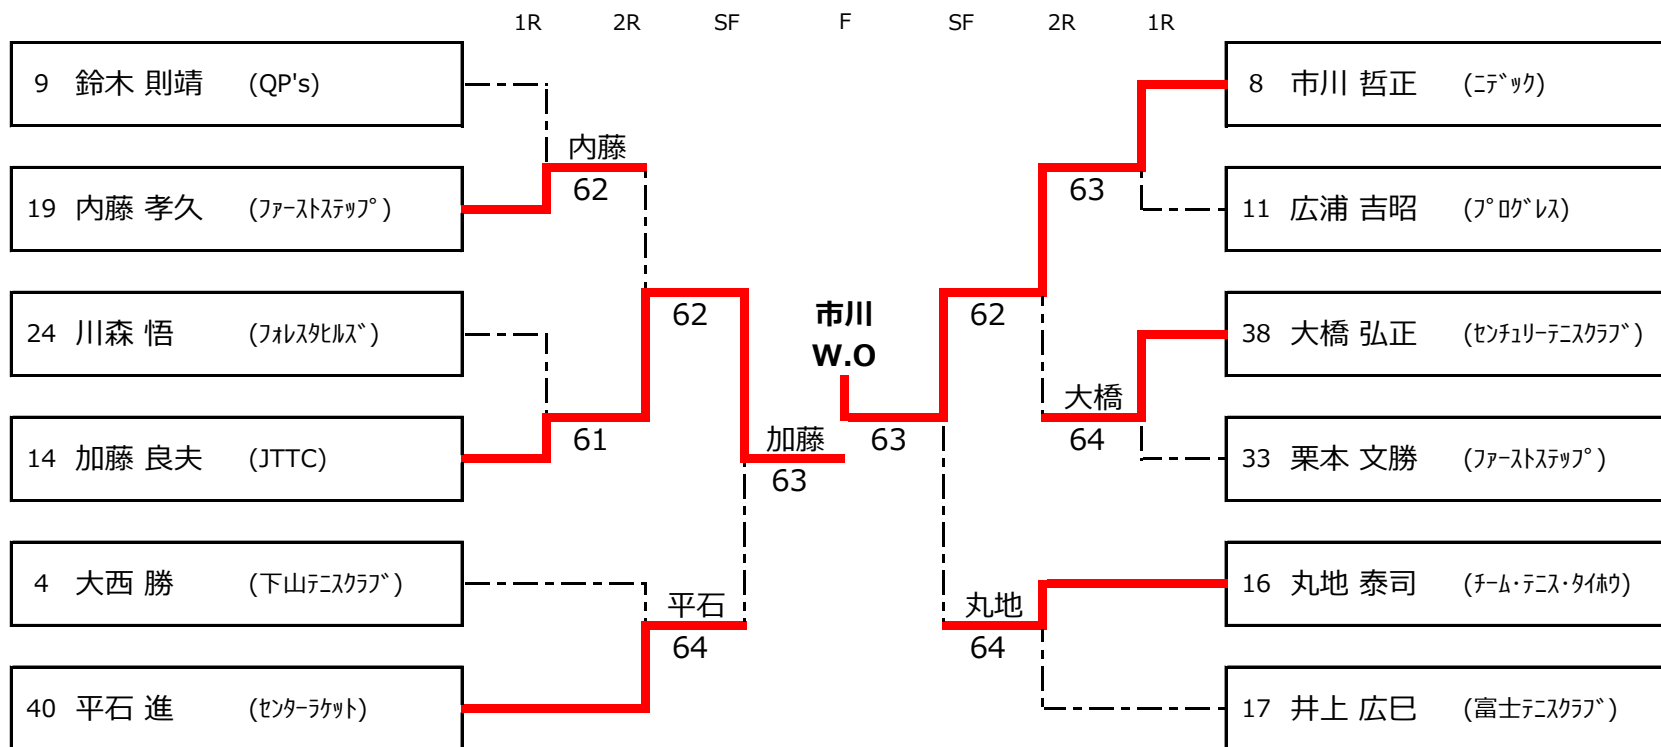 1R 2R SF F SF 2R 1R
9 鈴木 則靖 (QP's)
8 市川 哲正 (ﾆﾃﾞｯｸ)
内藤
62
63
19 内藤 孝久 (ﾌｧｰｽﾄｽﾃｯﾌﾟ)
11 広浦 吉昭 (ﾌﾟﾛｸﾞﾚｽ)
62
市川
W.O
62
24 川森 悟 (ﾌｫﾚｽﾀﾋﾙｽﾞ)
38 大橋 弘正 (ｾﾝﾁｭﾘｰﾃﾆｽｸﾗﾌﾞ)
大橋
61
加藤
63
63
64
14 加藤 良夫 (JTTC)
33 栗本 文勝 (ﾌｧｰｽﾄｽﾃｯﾌﾟ)
4 大西 勝 (下山ﾃﾆｽｸﾗﾌﾞ)
16 丸地 泰司 (ﾁｰﾑ･ﾃﾆｽ･ﾀｲﾎｳ)
平石
64
丸地
64
40 平石 進 (ｾﾝﾀｰﾗｹｯﾄ)
17 井上 広巳 (富士ﾃﾆｽｸﾗﾌﾞ)